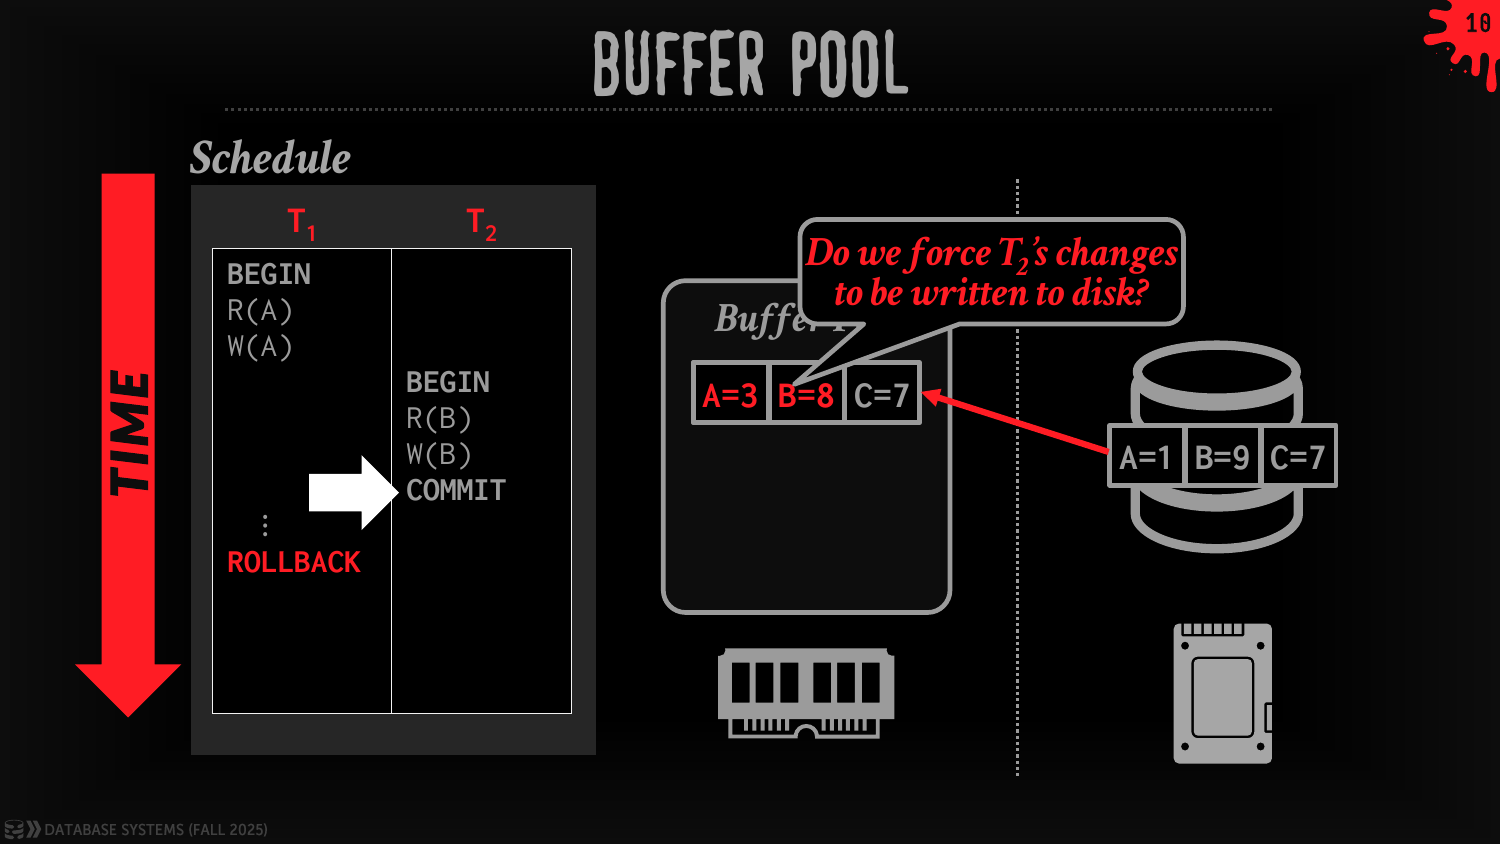 10
BUFFER POOL
Schedule
TIME
T1
T2
BEGIN
R(A)
W(A)
BEGIN
R(B)
W(B)
COMMIT
⋮
ROLLBACK
Do we force T2's changes
to be written to disk?
Buffer
A=3 B=8 C=7
A=1 B=9 C=7
DATABASE SYSTEMS (FALL 2025)